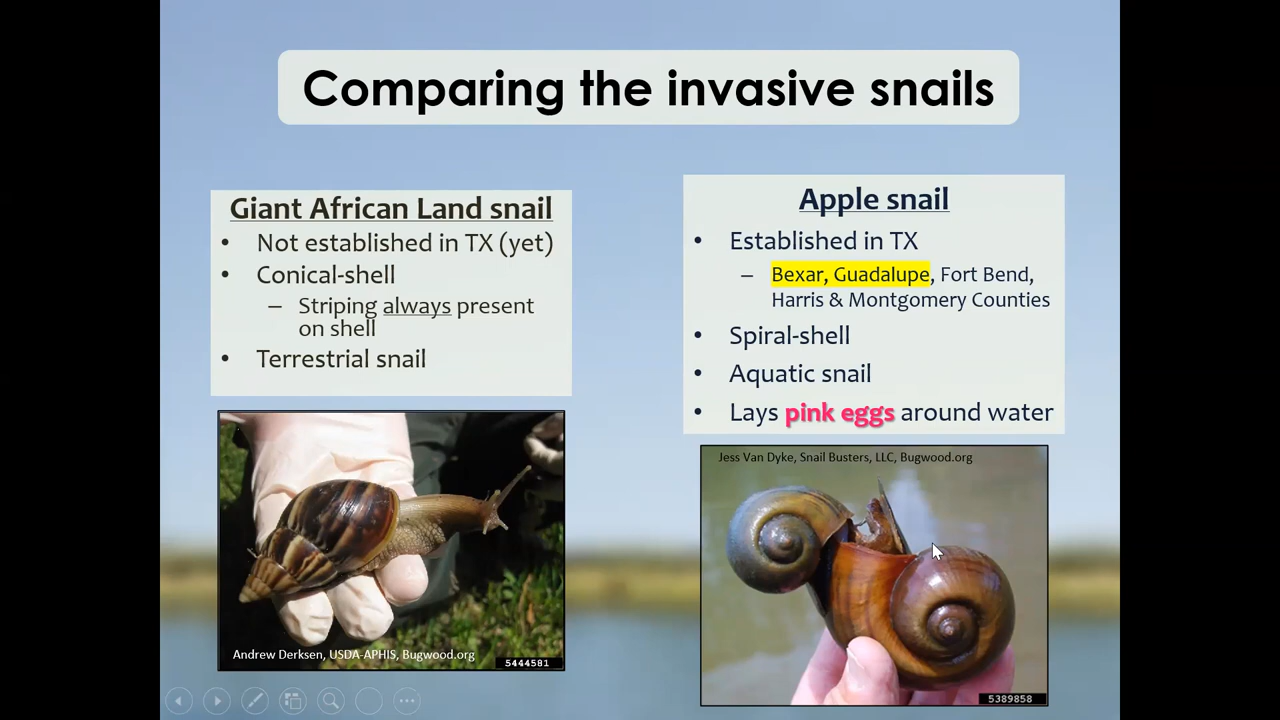 Comparing the invasive snails
Giant African Land snail
• Not established in TX (yet)
• Conical-shell
– Striping always present
on shell
• Terrestrial snail
Andrew Derksen, USDA-APHIS, Bugwood.org
5444581
Apple snail
• Established in TX
– Bexar, Guadalupe, Fort Bend,
Harris & Montgomery Counties
• Spiral-shell
• Aquatic snail
• Lays pink eggs around water
Jess Van Dyke, Snail Busters, LLC, Bugwood.org
5389858